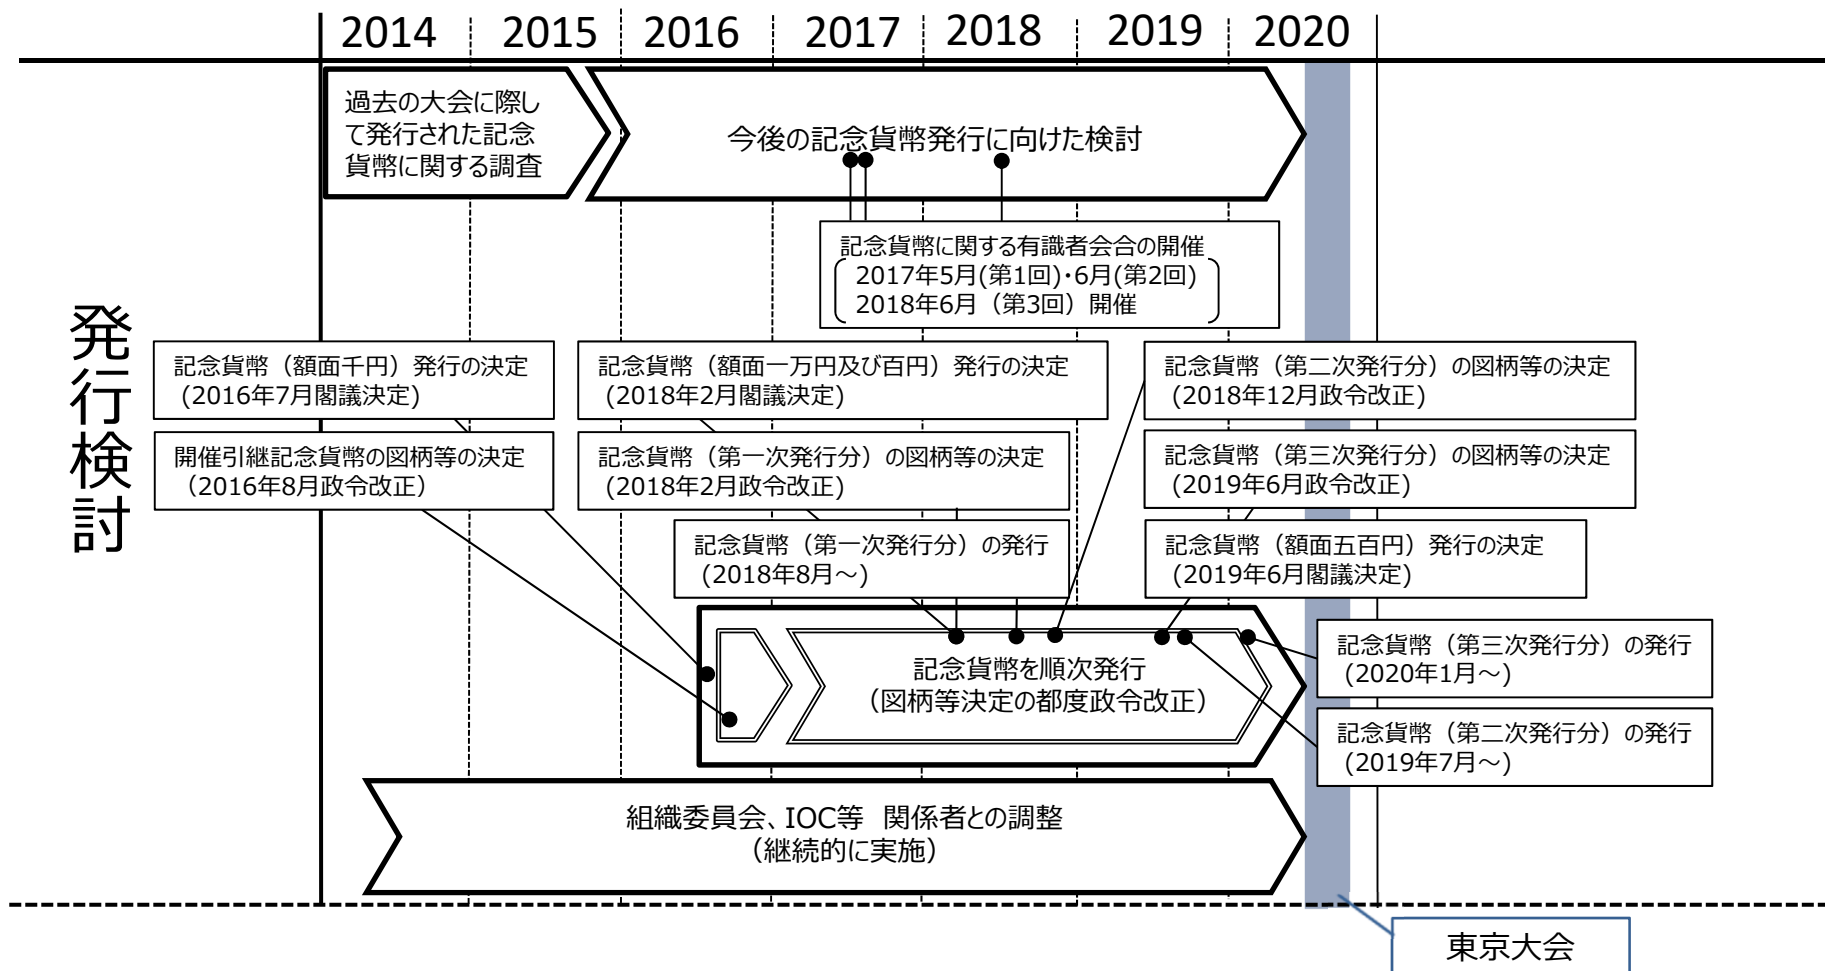 2014 2015 2016 2017 2018 2019 2020
発行検討
過去の大会に際し
て発行された記念
貨幣に関する調査
今後の記念貨幣発行に向けた検討
記念貨幣に関する有識者会合の開催
2017年5月(第1回)・6月(第2回)
2018年6月（第3回）開催
記念貨幣（額面千円）発行の決定
(2016年7月閣議決定)
開催引継記念貨幣の図柄等の決定
（2016年8月政令改正）
記念貨幣（額面一万円及び百円）発行の決定
(2018年2月閣議決定)
記念貨幣（第一次発行分）の図柄等の決定
(2018年2月政令改正)
記念貨幣（第一次発行分）の発行
(2018年8月～)
記念貨幣（第二次発行分）の図柄等の決定
(2018年12月政令改正)
記念貨幣（第三次発行分）の図柄等の決定
(2019年6月政令改正)
記念貨幣（額面五百円）発行の決定
(2019年6月閣議決定)
記念貨幣を順次発行
（図柄等決定の都度政令改正）
記念貨幣（第三次発行分）の発行
(2020年1月～)
記念貨幣（第二次発行分）の発行
(2019年7月～)
組織委員会、IOC等　関係者との調整
（継続的に実施）
東京大会